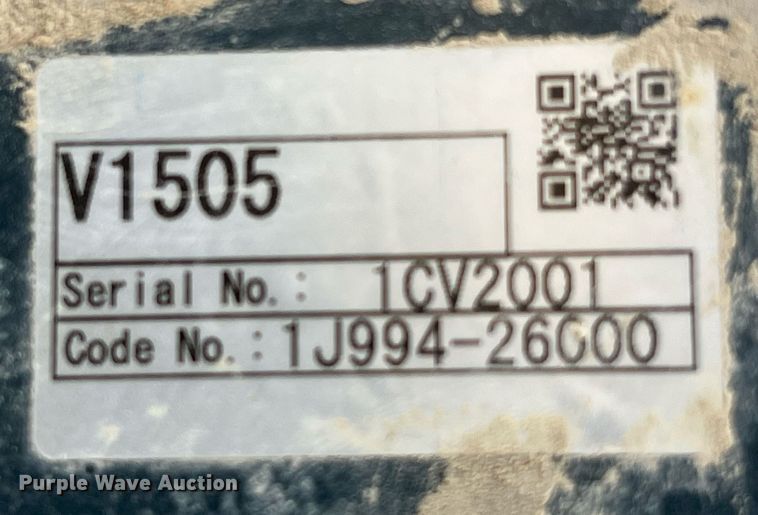 V1505
Serial No.: 1CV2001
Code No.: 1J994-26000
Purple Wave Auction